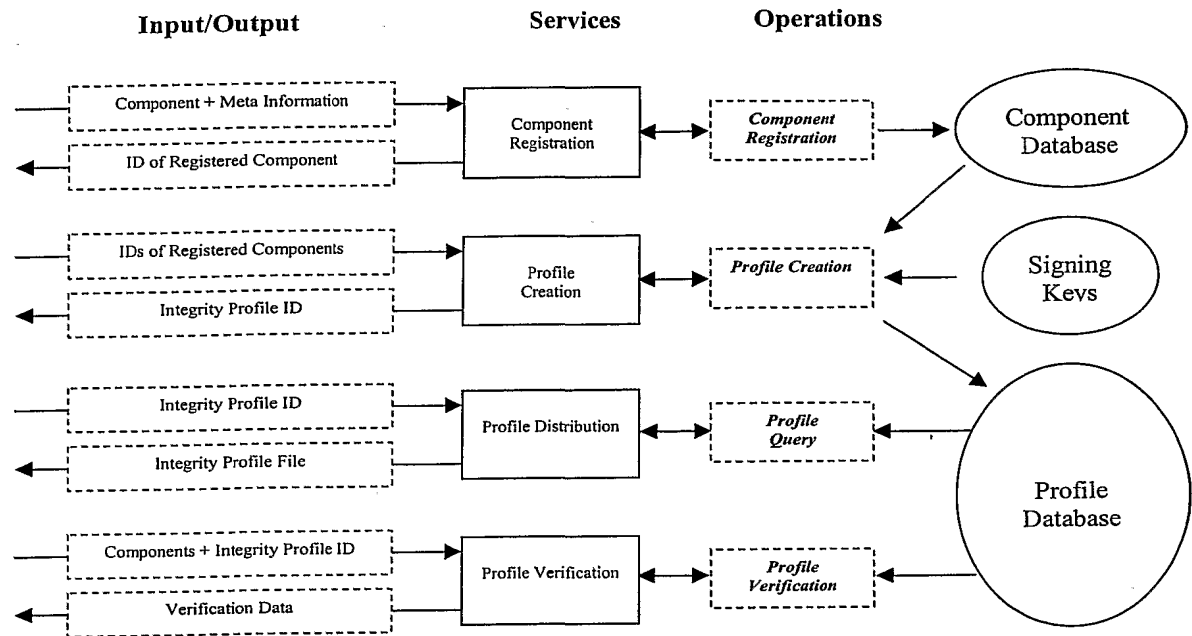 Input/Output
Services
Operations
Component + Meta Information
ID of Registered Component
Component
Registration
Component
Registration
Component
Database
IDs of Registered Components
Integrity Profile ID
Profile
Creation
Profile Creation
Signing
Kevs
Integrity Profile ID
Integrity Profile File
Profile Distribution
Profile
Query
Profile
Database
Components + Integrity Profile ID
Verification Data
Profile Verification
Profile
Verification